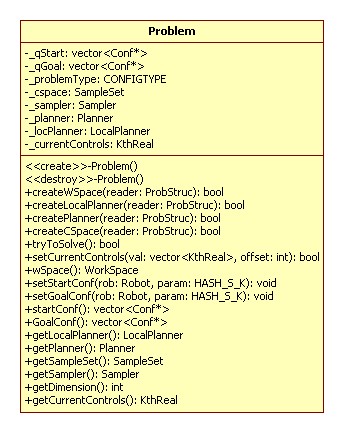 Problem
-_qStart: vector<Conf*>
-_qGoal: vector<Conf*>
-_problemType: CONFIGTYPE
-_cspace: SampleSet
-_sampler: Sampler
-_planner: Planner
-_locPlanner: LocalPlanner
-_currentControls: KthReal
<<create>>-Problem()
<<destroy>>-Problem()
+createWSpace(reader: ProbStruc): bool
+createLocalPlanner(reader: ProbStruc): bool
+createPlanner(reader: ProbStruc): bool
+createCSpace(reader: ProbStruc): bool
+tryToSolve(): bool
+setCurrentControls(val: vector<KthReal>, offset: int): bool
+wSpace(): WorkSpace
+setStartConf(rob: Robot, param: HASH_S_K): void
+setGoalConf(rob: Robot, param: HASH_S_K): void
+startConf(): vector<Conf*>
+GoalConf(): vector<Conf*>
+getLocalPlanner(): LocalPlanner
+getPlanner(): Planner
+getSampleSet(): SampleSet
+getSampler(): Sampler
+getDimension(): int
+getCurrentControls(): KthReal